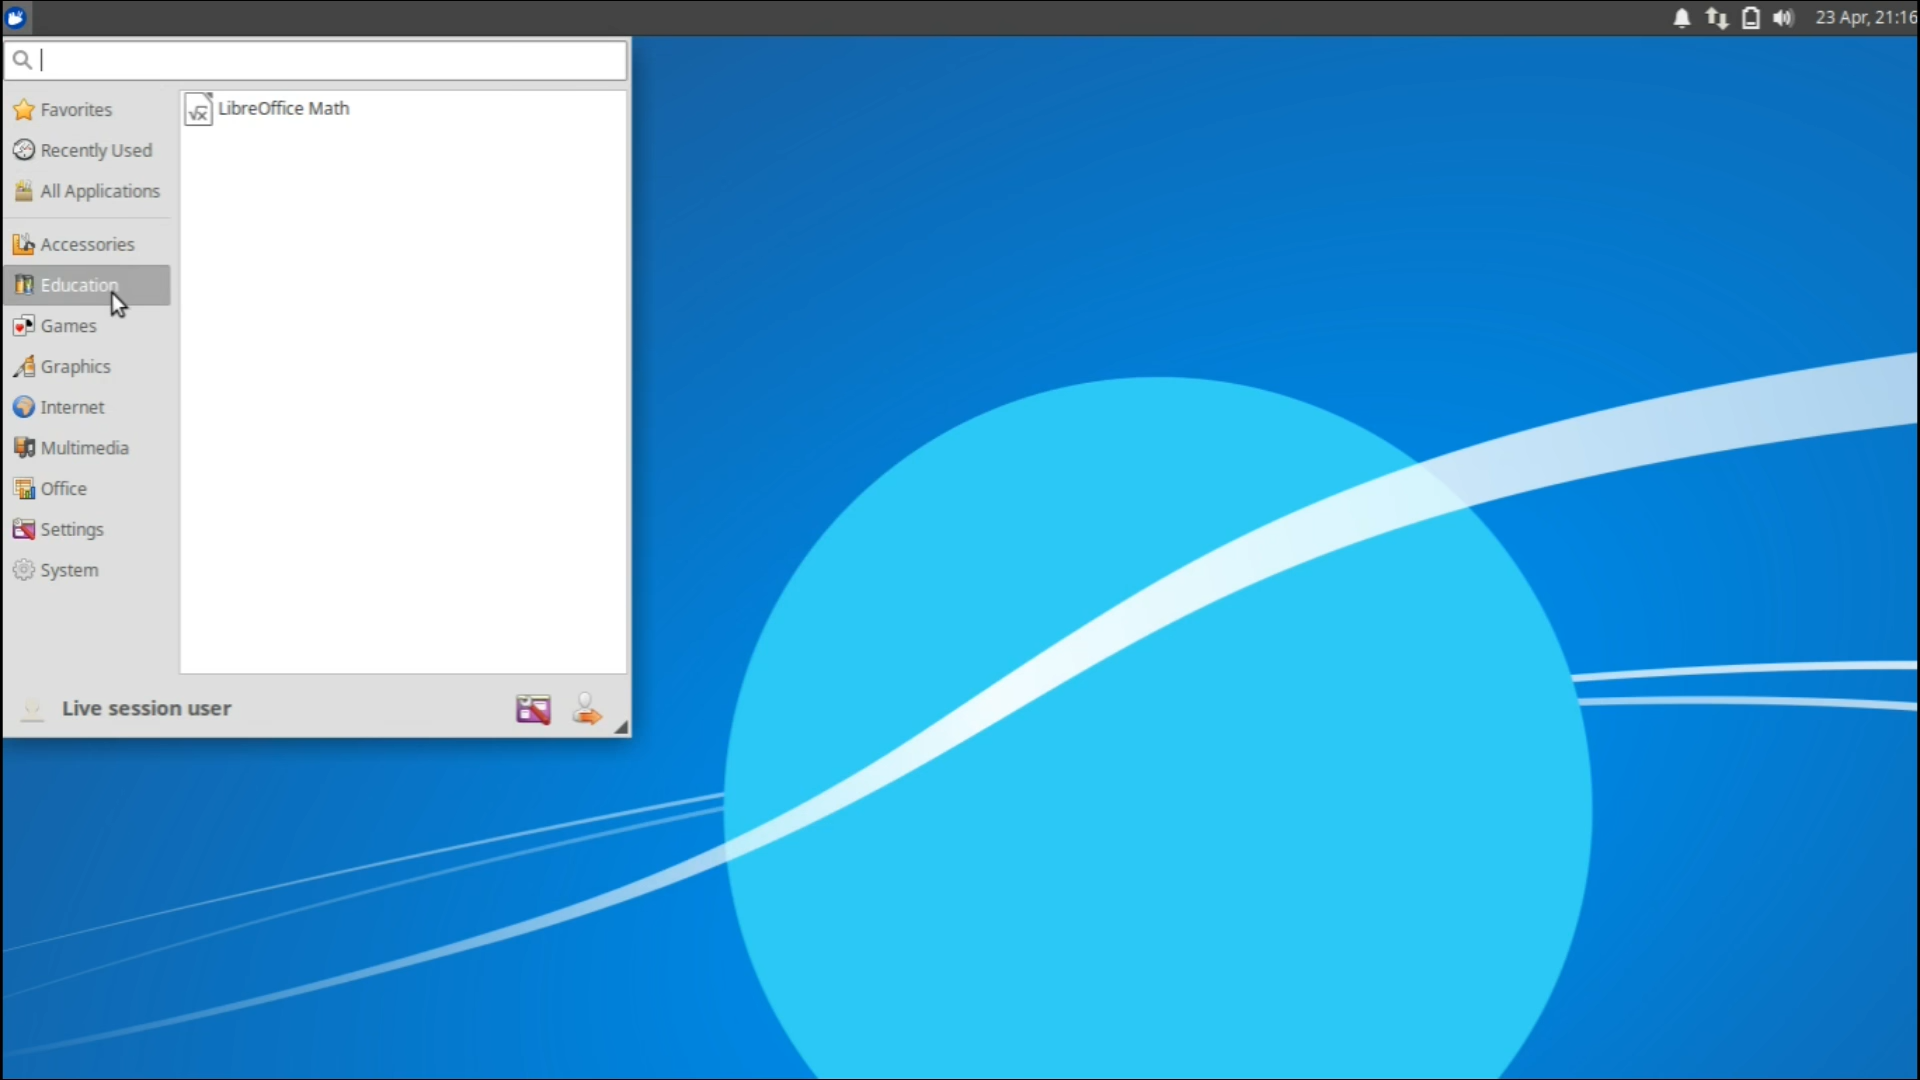 23 Apr, 21:16
Favorites
Recently Used
All Applications
Accessories
Education
Games
Graphics
Internet
Multimedia
Office
Settings
System
LibreOffice Math
Live session user